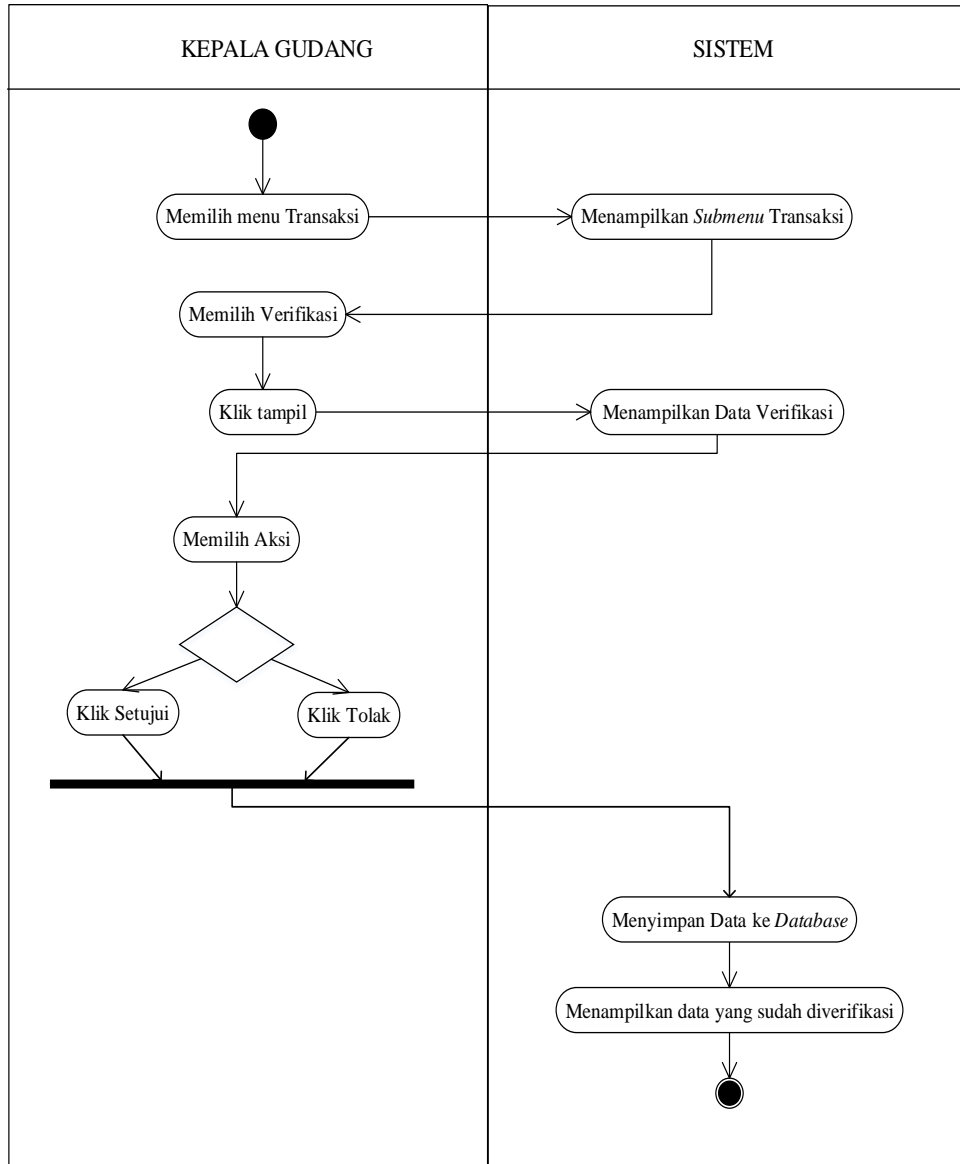 KEPALA GUDANG
SISTEM
Memilih menu Transaksi
Menampilkan Submenu Transaksi
Memilih Verifikasi
Klik tampil
Menampilkan Data Verifikasi
Memilih Aksi
Klik Setujui
Klik Tolak
Menyimpan Data ke Database
Menampilkan data yang sudah diverifikasi